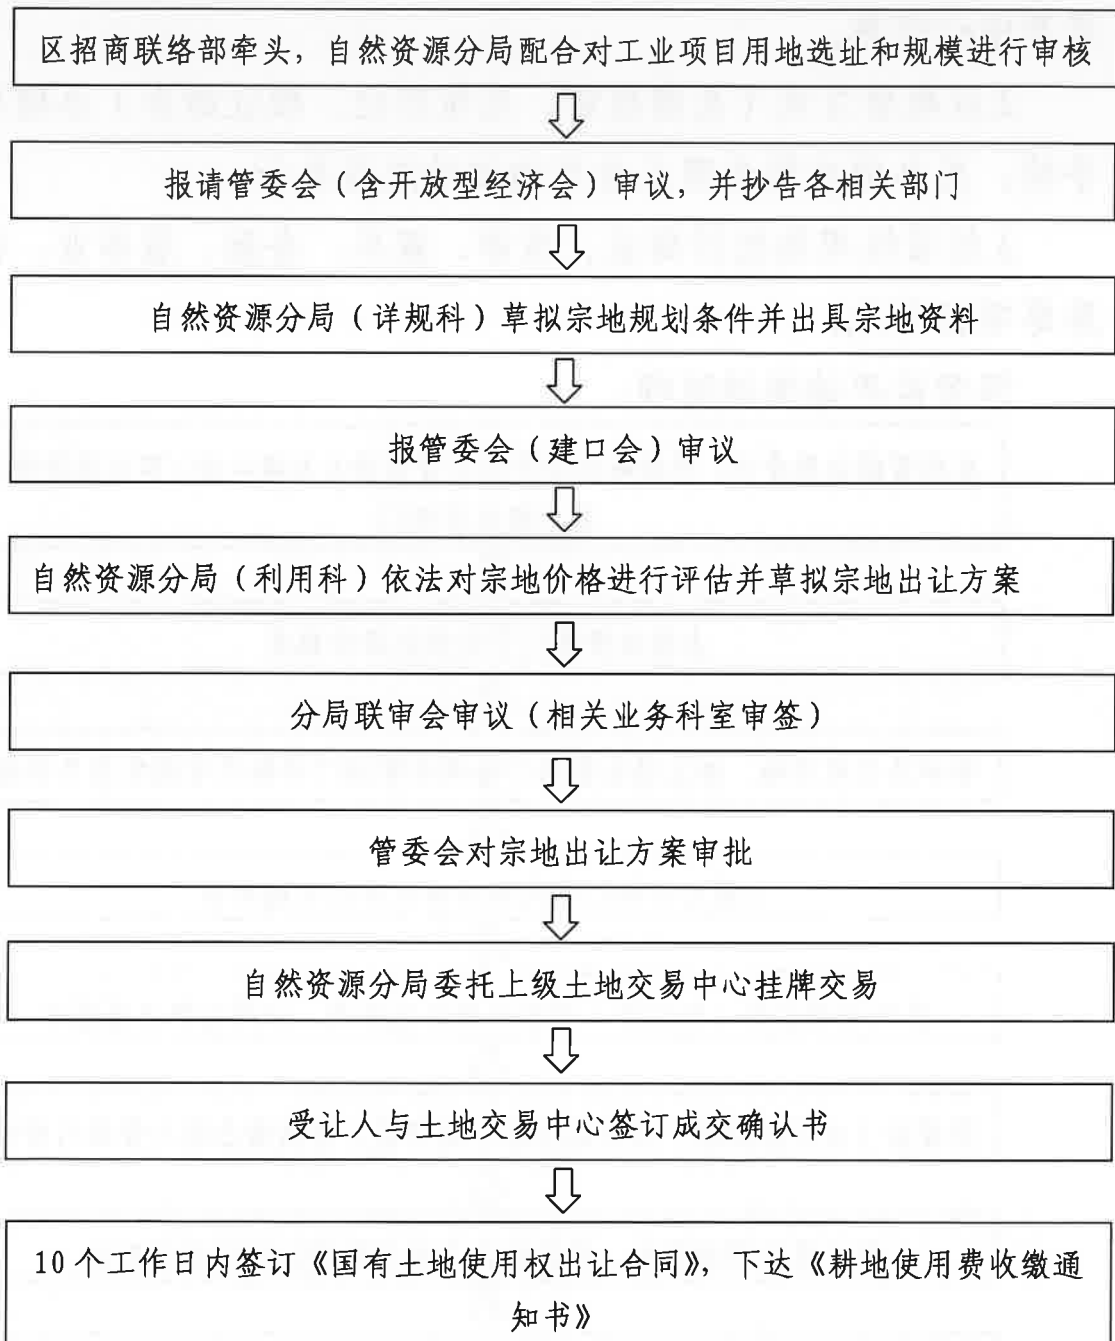 区招商联络部牵头，自然资源分局配合对工业项目用地选址和规模进行审核
报请管委会（含开放型经济会）审议，并抄告各相关部门
自然资源分局（详规科）草拟宗地规划条件并出具宗地资料
报管委会（建口会）审议
自然资源分局（利用科）依法对宗地价格进行评估并草拟宗地出让方案
分局联审会审议（相关业务科室审签）
管委会对宗地出让方案审批
自然资源分局委托上级土地交易中心挂牌交易
受让人与土地交易中心签订成交确认书
10个工作日内签订《国有土地使用权出让合同》，下达《耕地使用费收缴通
知书》